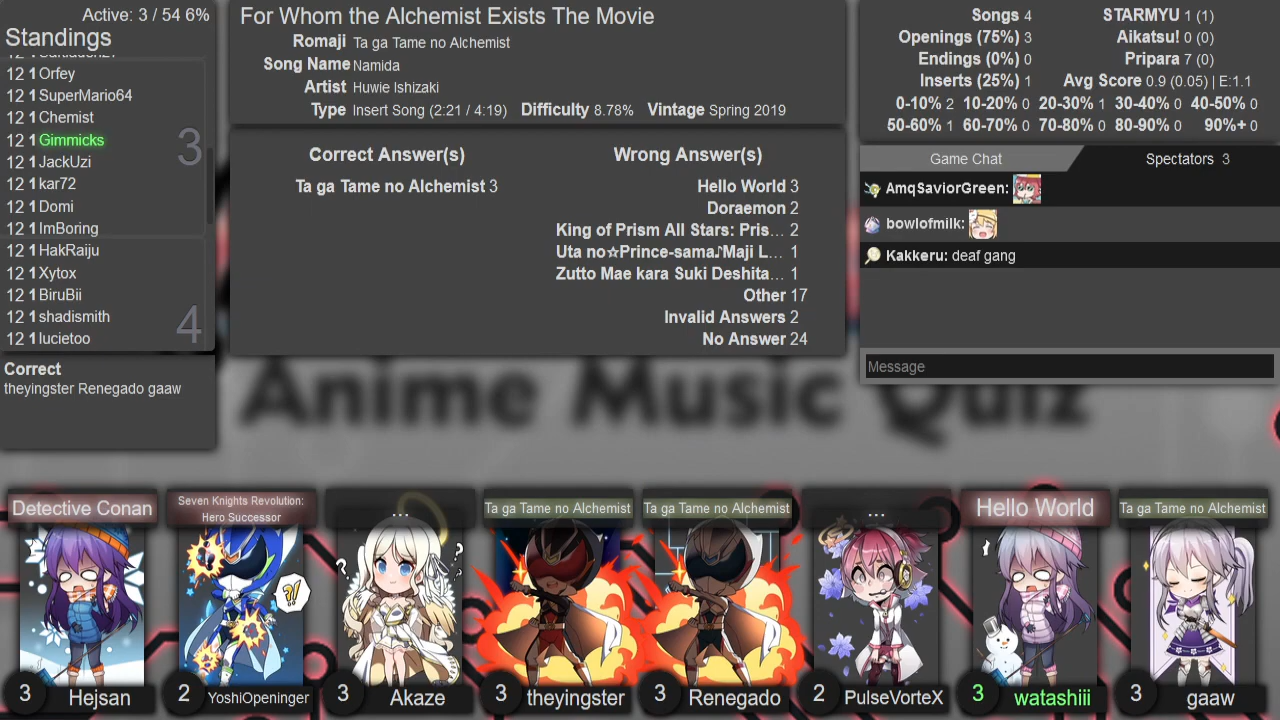 Active: 3 / 54 6%
Standings
12 1 Orfey
12 1 SuperMario64
12 1 Chemist
12 1 Gimmicks
3
12 1 JackUzi
12 1 kar72
12 1 Domi
12 1 ImBoring
12 1 HakRaiju
12 1 Xytox
12 1 BiruBii
12 1 shadismith
4
12 1 lucietoo
Correct
theyingster Renegado gaaw
For Whom the Alchemist Exists The Movie
Romaji Ta ga Tame no Alchemist
Song Name Namida
Artist Huwie Ishizaki
Type Insert Song (2:21 / 4:19) Difficulty 8.78% Vintage Spring 2019
Correct Answer(s)
Ta ga Tame no Alchemist 3
Wrong Answer(s)
Hello World 3
Doraemon 2
King of Prism All Stars: Pris... 2
Uta no☆Prince-sama♪Maji L... 1
Zutto Mae kara Suki Deshita... 1
Other 17
Invalid Answers 2
No Answer 24
Songs 4 STARMYU 1 (1)
Openings (75%) 3 Aikatsu! 0 (0)
Endings (0%) 0 Pripara 7 (0)
Inserts (25%) 1 Avg Score 0.9 (0.05) | E:1.1
0-10% 2 10-20% 0 20-30% 1 30-40% 0 40-50% 0
50-60% 1 60-70% 0 70-80% 0 80-90% 0 90%+ 0
Game Chat Spectators 3
AmqSaviorGreen:
bowlofmilk:
Kakkeru: deaf gang
Message
Anime Music Quiz
Detective Conan
Seven Knights Revolution:
Hero Successor
...
Ta ga Tame no Alchemist
Ta ga Tame no Alchemist
...
Hello World
Ta ga Tame no Alchemist
3 Hejsan
2 YoshiOpeninger
3 Akaze
3 theyingster
3 Renegado
2 PulseVorteX
3 watashiii
3 gaaw